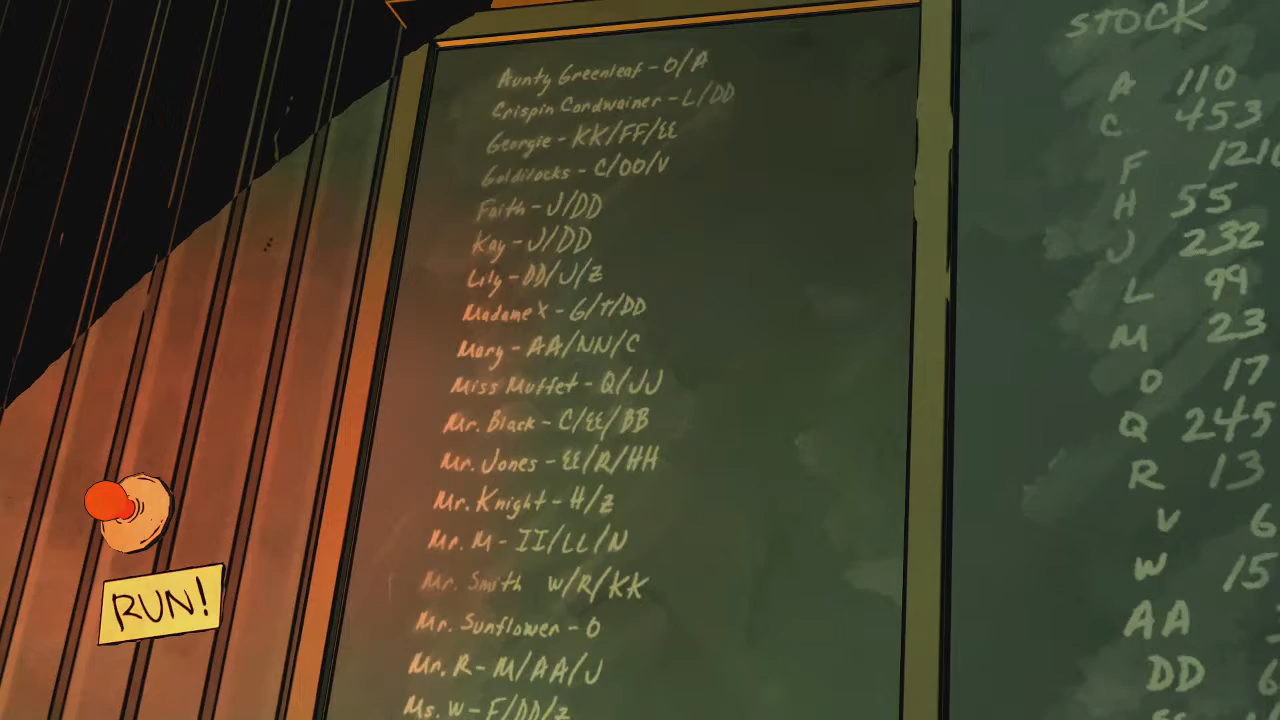 Aunty Greenleaf - O/A
Crispin Cordwainer - L/DD
Georgie - KK/FF/EE
Goldilocks - C/OO/V
Faith - J/DD
Kay - J/DD
Lily - DD/J/Z
Madame X - G/T/DD
Mary - AA/NN/C
Miss Muffet - Q/JJ
Mr. Black - C/EE/BB
Mr. Jones - EE/R/HH
Mr. Knight - H/Z
Mr. M - II/LL/N
Mr. Smith W/R/KK
Mr. Sunflower - O
Mr. R - M/AA/J
Ms. W - F/DD/Z
STOCK
A 110
C 453
F 121
H 55
J 232
L 99
M 23
O 17
Q 245
R 13
V 6
W 15
AA
DD 6
RUN!